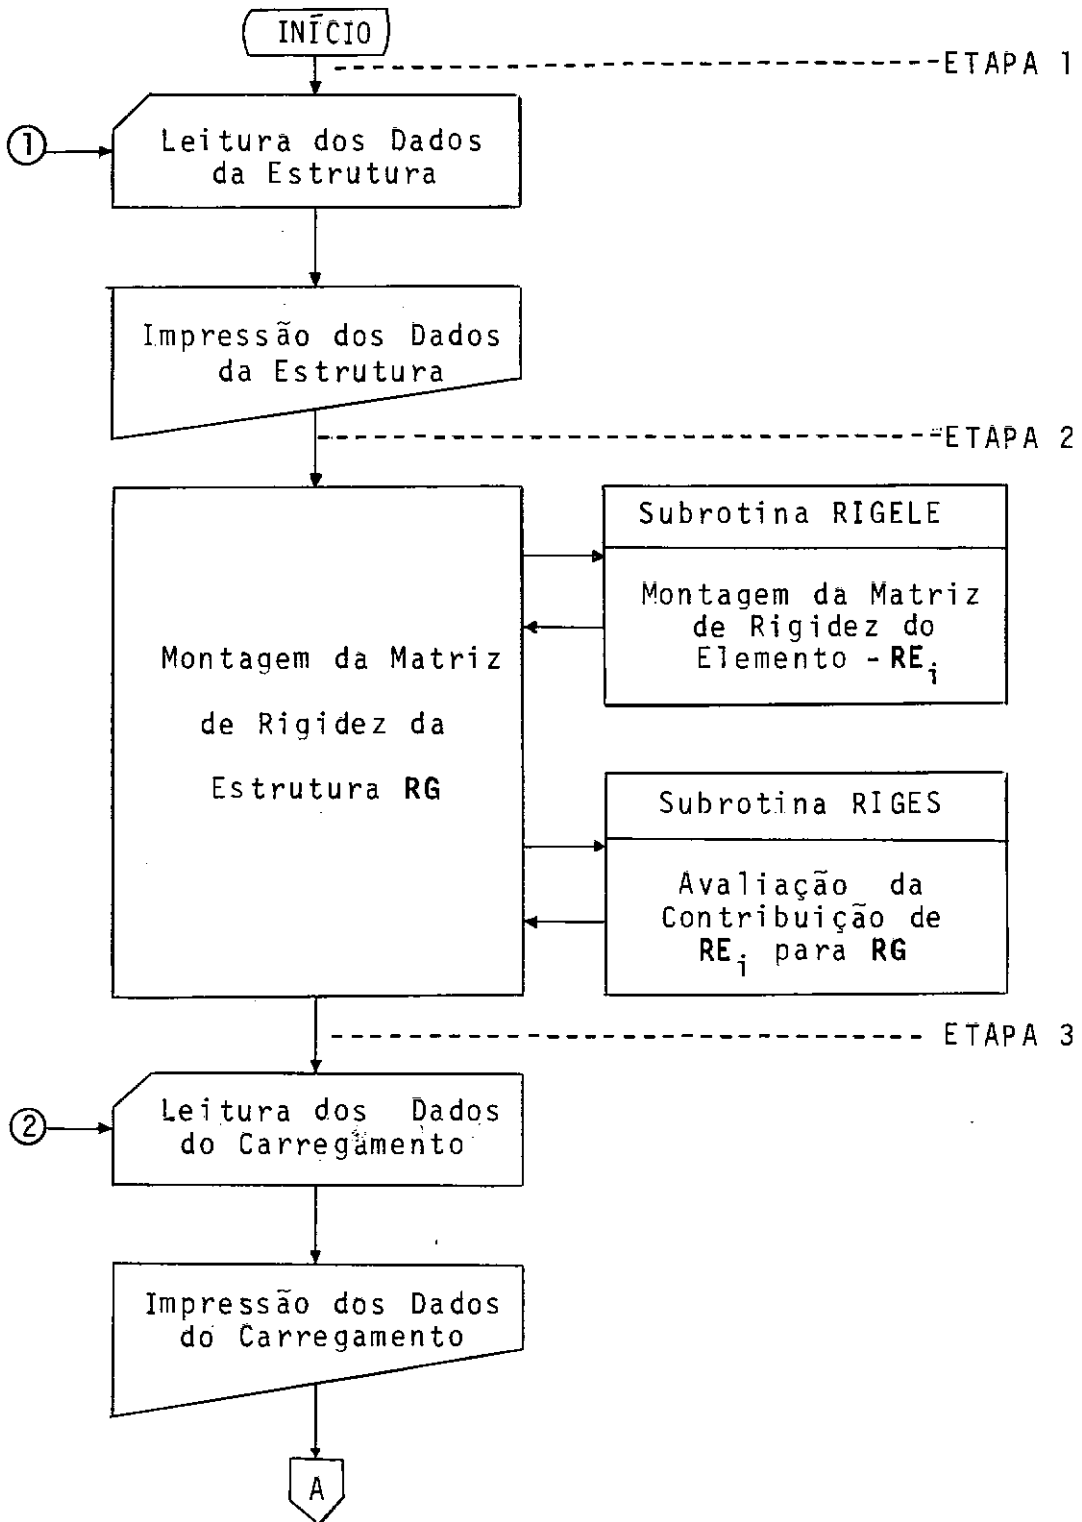 INÍCIO
ETAPA 1
1
Leitura dos Dados
da Estrutura
Impressão dos Dados
da Estrutura
ETAPA 2
Montagem da Matriz
de Rigidez da
Estrutura RG
Subrotina RIGELE
Montagem da Matriz
de Rigidez do
Elemento - REi
Subrotina RIGES
Avaliação da
Contribuição de
REi para RG
ETAPA 3
2
Leitura dos Dados
do Carregamento
Impressão dos Dados
do Carregamento
A